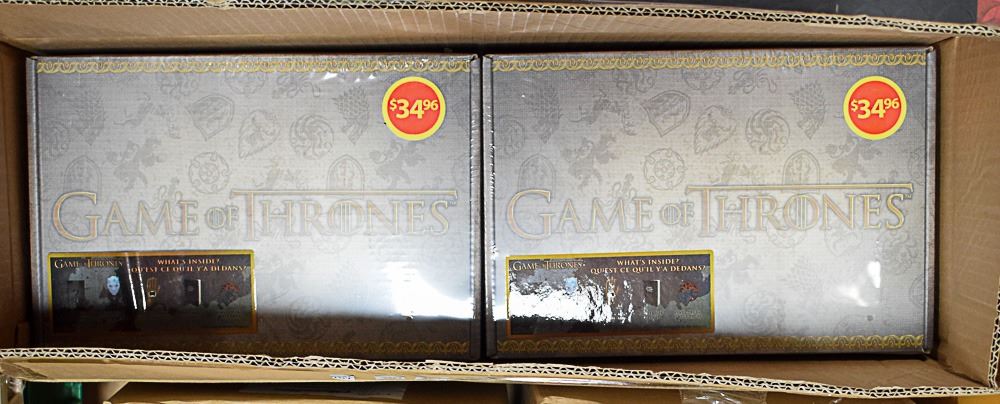 $34 96
GAME OF THRONES
GAME OF THRONES
WHAT'S INSIDE?
QU'EST CE QU'IL Y'A DEDANS?
$34 96
GAME OF THRONES
GAME OF THRONES
WHAT'S INSIDE?
QU'EST CE QU'IL Y'A DEDANS?